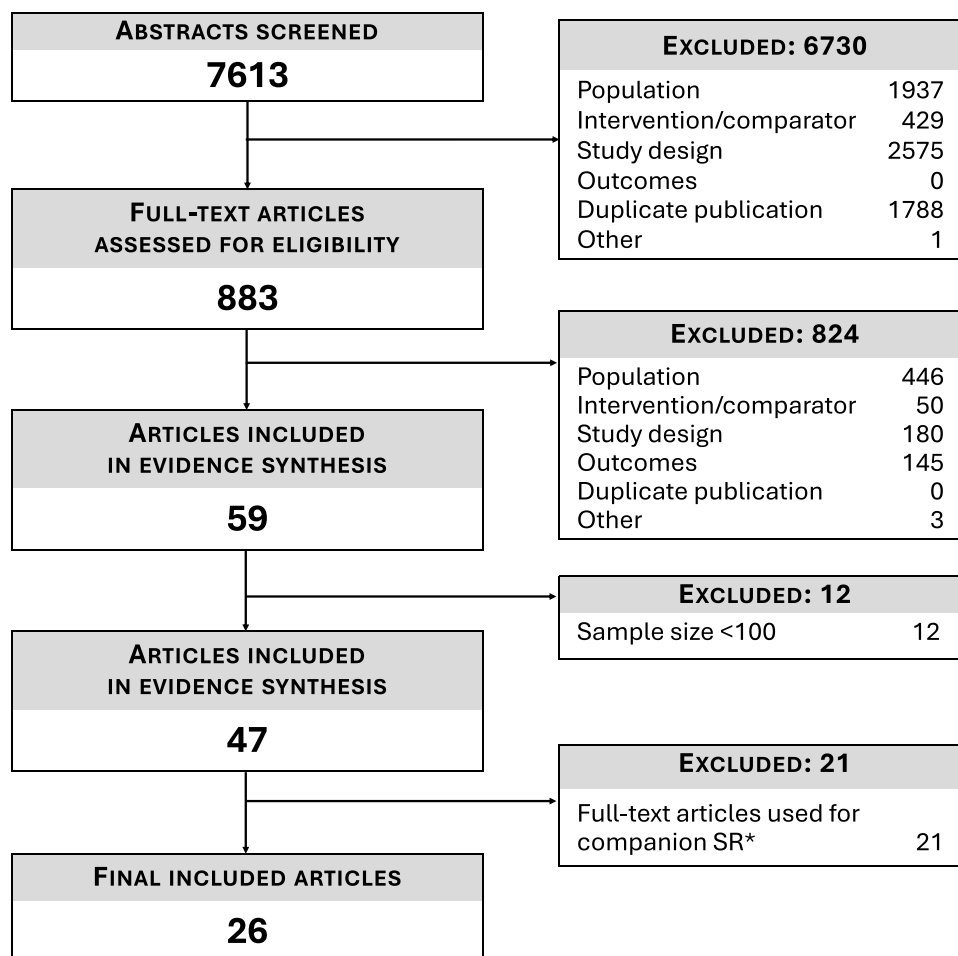 ABSTRACTS SCREENED
7613
EXCLUDED: 6730
Population 1937
Intervention/comparator 429
Study design 2575
Outcomes 0
Duplicate publication 1788
Other 1
FULL-TEXT ARTICLES
ASSESSED FOR ELIGIBILITY
883
EXCLUDED: 824
Population 446
Intervention/comparator 50
Study design 180
Outcomes 145
Duplicate publication 0
Other 3
ARTICLES INCLUDED
IN EVIDENCE SYNTHESIS
59
EXCLUDED: 12
Sample size <100 12
ARTICLES INCLUDED
IN EVIDENCE SYNTHESIS
47
EXCLUDED: 21
Full-text articles used for
companion SR* 21
FINAL INCLUDED ARTICLES
26